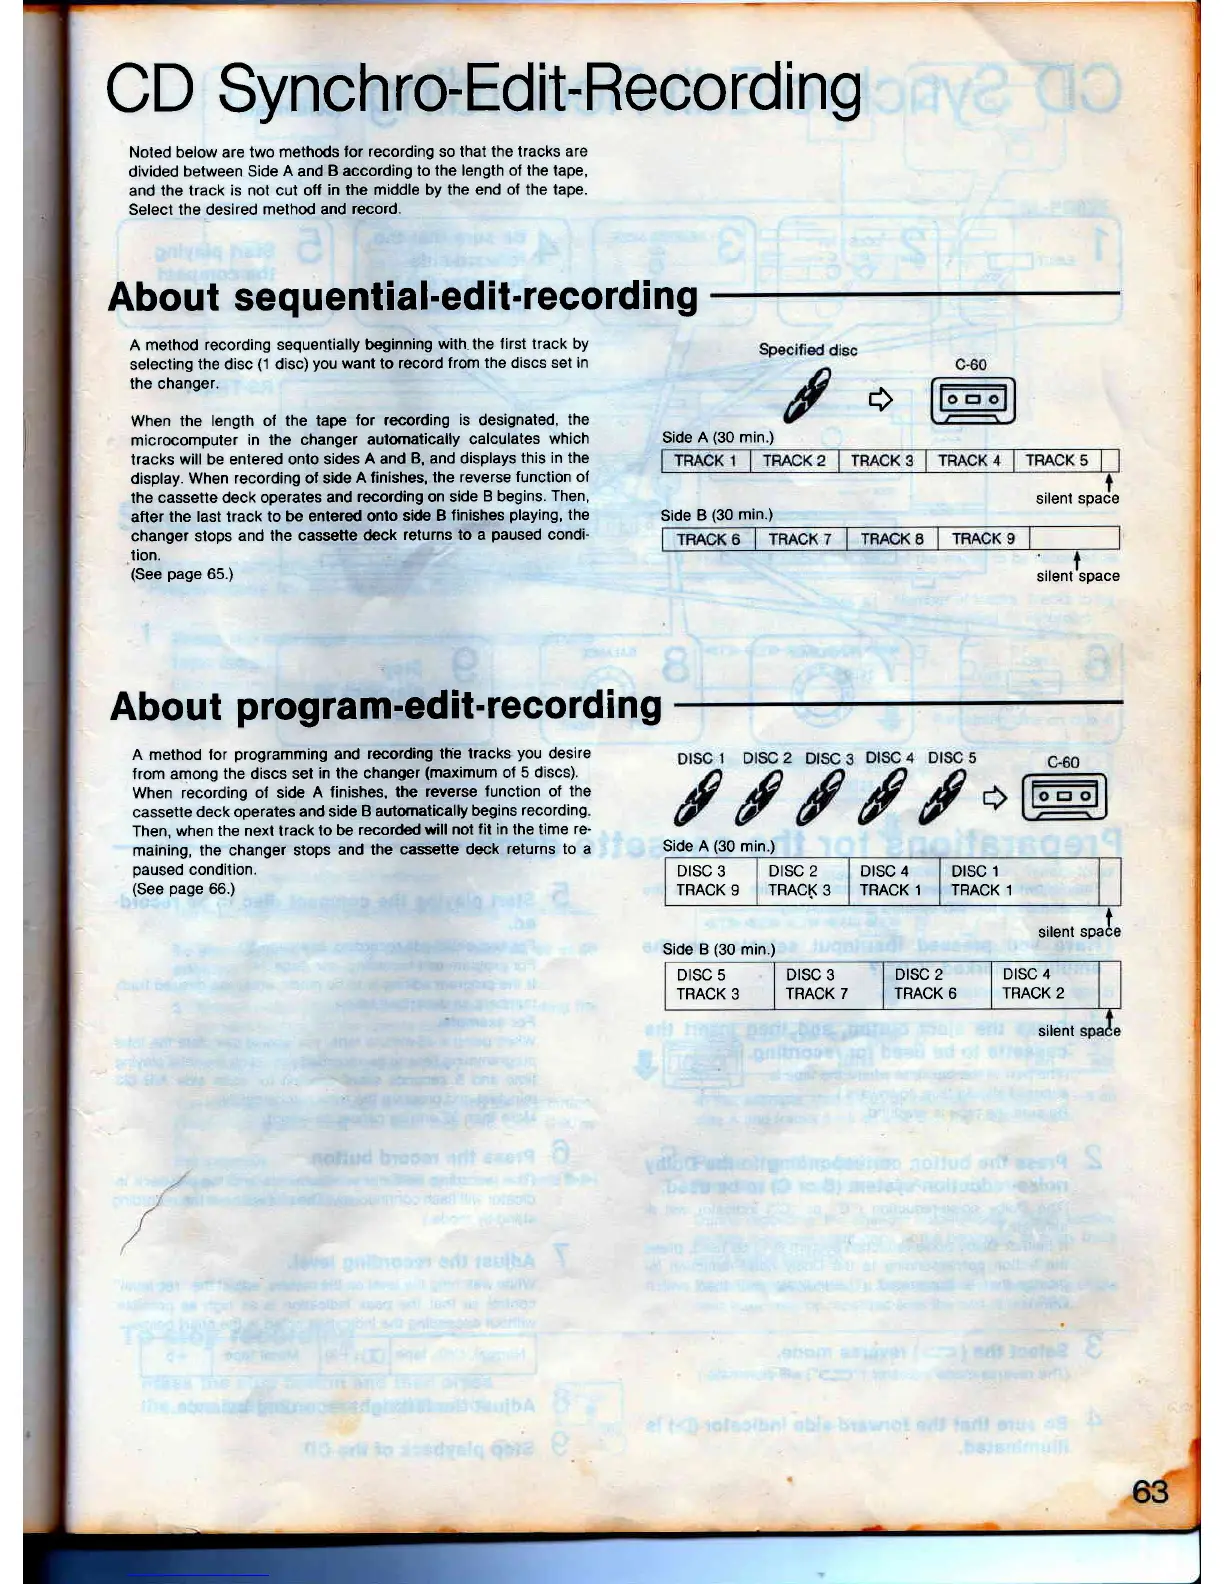 CD Synchro-Edit-Recording
Noted below are two methods for recording so that the tracks are
divided between Side A and B according to the length of the tape,
and the track is not cut off in the middle by the end of the tape.
Select the desired method and record.
About sequential-edit-recording
A method recording sequentially beginning with the first track by
selecting the disc (1 disc) you want to record from the discs set in
the changer.
When the length of the tape for recording is designated, the
microcomputer in the changer automatically calculates which
tracks will be entered onto sides A and B, and displays this in the
display. When recording of side A finishes, the reverse function of
the cassette deck operates and recording on side B begins. Then,
after the last track to be entered onto side B finishes playing, the
changer stops and the cassette deck returns to a paused condi-
tion.
(See page 65.)
Specified disc
C-60
Side A (30 min.)
TRACK 1 TRACK 2 TRACK 3 TRACK 4 TRACK 5
silent space
Side B (30 min.)
TRACK 6 TRACK 7 TRACK 8 TRACK 9
silent space
About program-edit-recording
A method for programming and recording the tracks you desire
from among the discs set in the changer (maximum of 5 discs).
When recording of side A finishes, the reverse function of the
cassette deck operates and side B automatically begins recording.
Then, when the next track to be recorded will not fit in the time re-
maining, the changer stops and the cassette deck returns to a
paused condition.
(See page 66.)
DISC 1 DISC 2 DISC 3 DISC 4 DISC 5
C-60
Side A (30 min.)
DISC 3 DISC 2 DISC 4 DISC 1
TRACK 9 TRACK 3 TRACK 1 TRACK 1
silent space
Side B (30 min.)
DISC 5 DISC 3 DISC 2 DISC 4
TRACK 3 TRACK 7 TRACK 6 TRACK 2
silent space
63